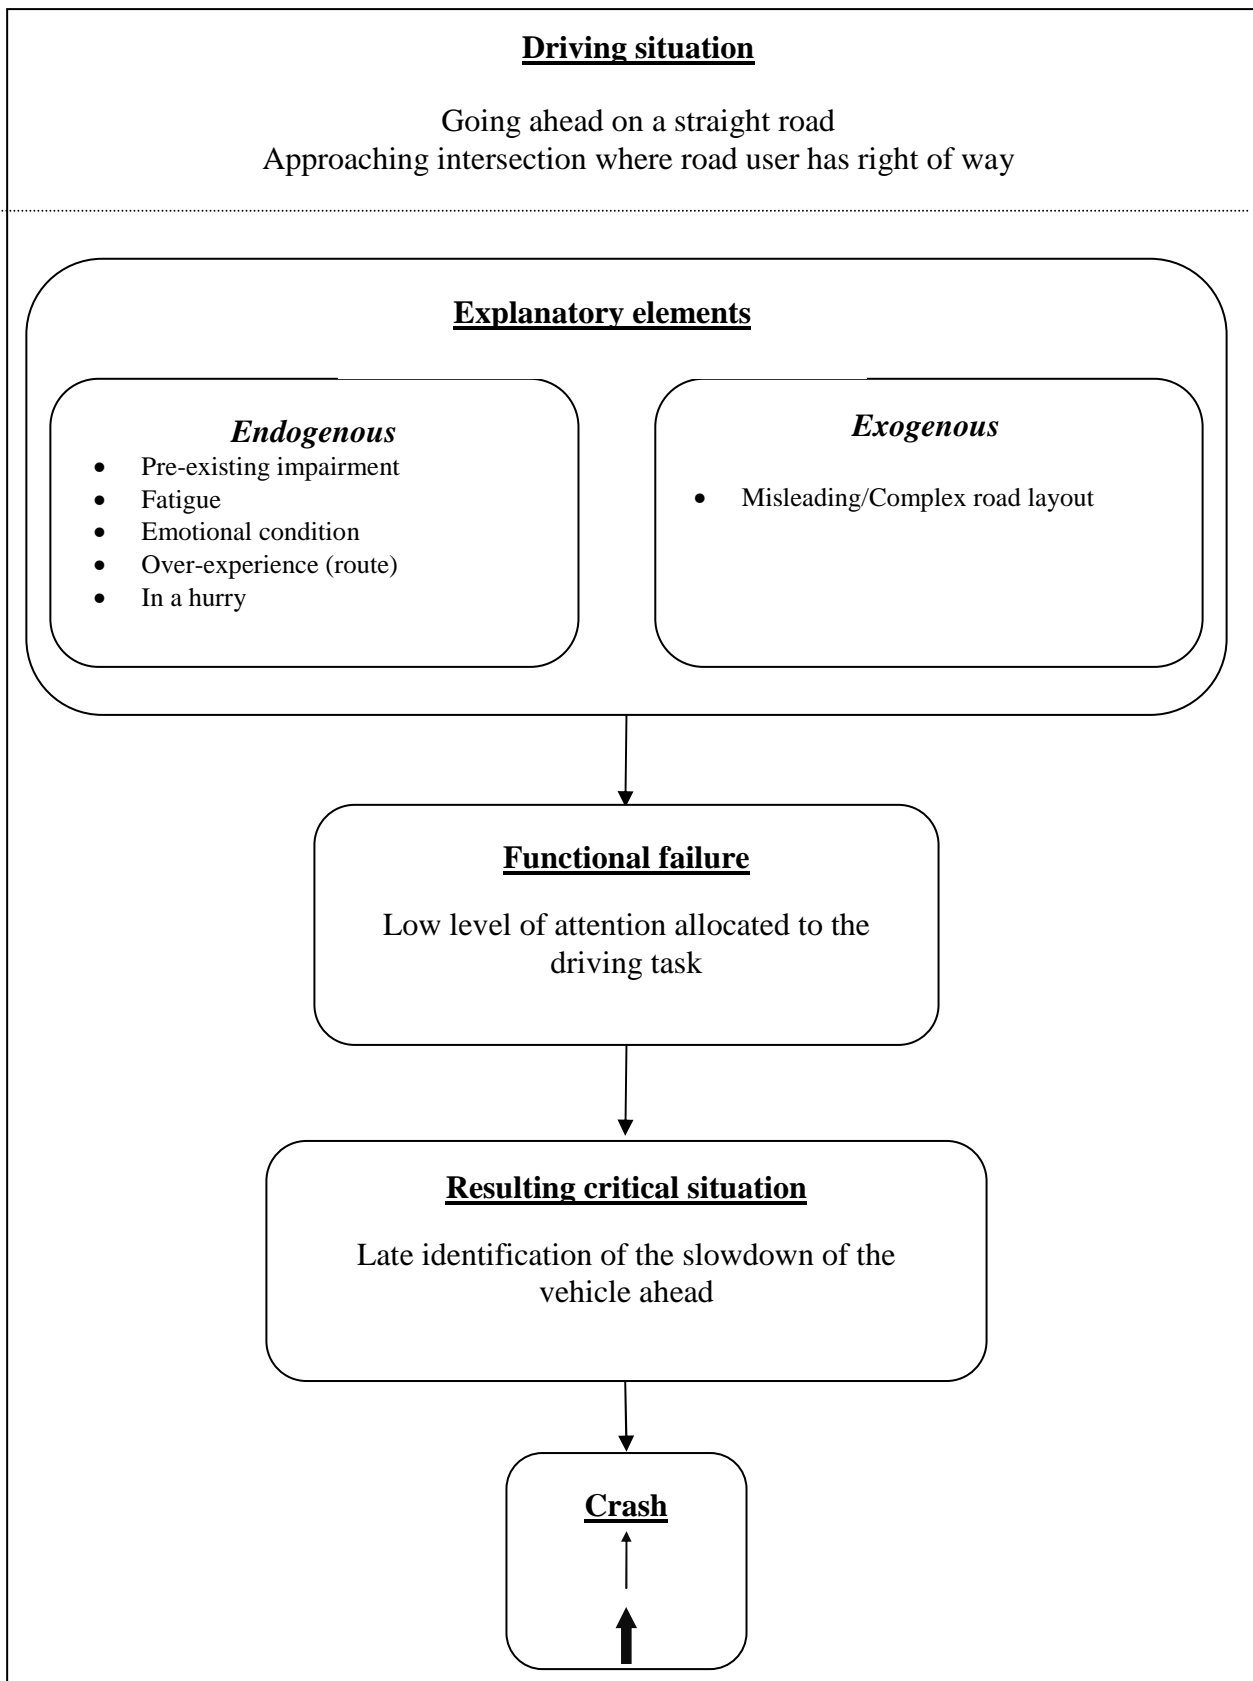 Driving situation
Going ahead on a straight road
Approaching intersection where road user has right of way
Explanatory elements
Endogenous
• Pre-existing impairment
• Fatigue
• Emotional condition
• Over-experience (route)
• In a hurry
Exogenous
• Misleading/Complex road layout
Functional failure
Low level of attention allocated to the
driving task
Resulting critical situation
Late identification of the slowdown of the
vehicle ahead
Crash